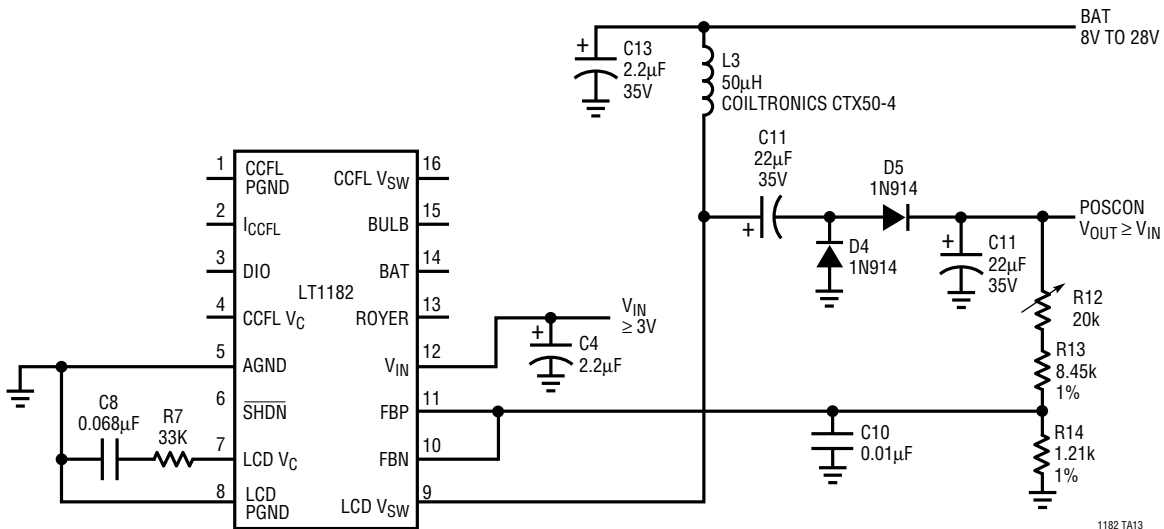 BAT
8V TO 28V
+
C13
2.2µF
35V
L3
50µH
COILTRONICS CTX50-4
C11
22µF
35V
+
D5
1N914
D4
1N914
POSCON
VOUT ≥ VIN
+
C11
22µF
35V
R12
20k
R13
8.45k
1%
R14
1.21k
1%
C10
0.01µF
VIN
≥ 3V
+
C4
2.2µF
LT1182
1
CCFL
PGND
2
ICCFL
3
DIO
4
CCFL VC
5
AGND
6
SHDN
7
LCD VC
8
LCD
PGND
16
CCFL VSW
15
BULB
14
BAT
13
ROYER
12
VIN
11
FBP
10
FBN
9
LCD VSW
C8
0.068µF
R7
33K
1182 TA13